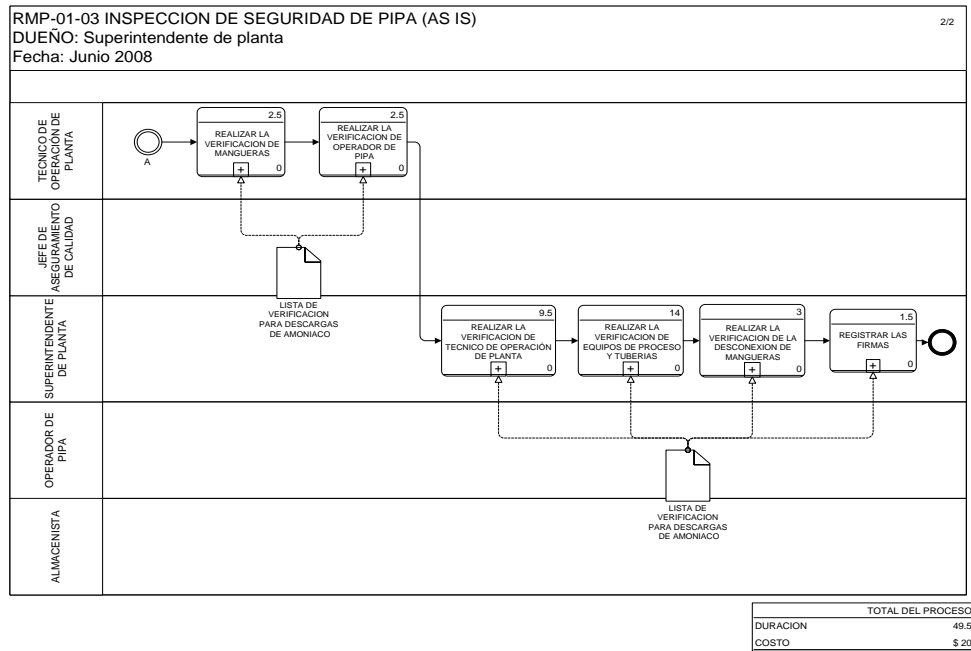 RMP-01-03 INSPECCION DE SEGURIDAD DE PIPA (AS IS)
2/2
DUEÑO: Superintendente de planta
Fecha: Junio 2008
TECNICO DE
OPERACIÓN DE
PLANTA
A
2.5
REALIZAR LA
VERIFICACION DE
MANGUERAS
+
0
2.5
REALIZAR LA
VERIFICACION DE
OPERADOR DE
PIPA
+
0
JEFE DE
ASEGURAMIENTO
DE CALIDAD
LISTA DE
VERIFICACION
PARA DESCARGAS
DE AMONIACO
SUPERINTENDENTE
DE PLANTA
9.5
REALIZAR LA
VERIFICACION DE
TECNICO DE OPERACIÓN
DE PLANTA
+
0
14
REALIZAR LA
VERIFICACION DE
EQUIPOS DE PROCESO
Y TUBERIAS
+
0
3
REALIZAR LA
VERIFICACION DE LA
DESCONEXION DE
MANGUERAS
+
0
1.5
REGISTRAR LAS
FIRMAS
+
0
OPERADOR DE
PIPA
LISTA DE
VERIFICACION
PARA DESCARGAS
DE AMONIACO
ALMACENISTA
TOTAL DEL PROCESO
DURACION 49.5
COSTO $ 20